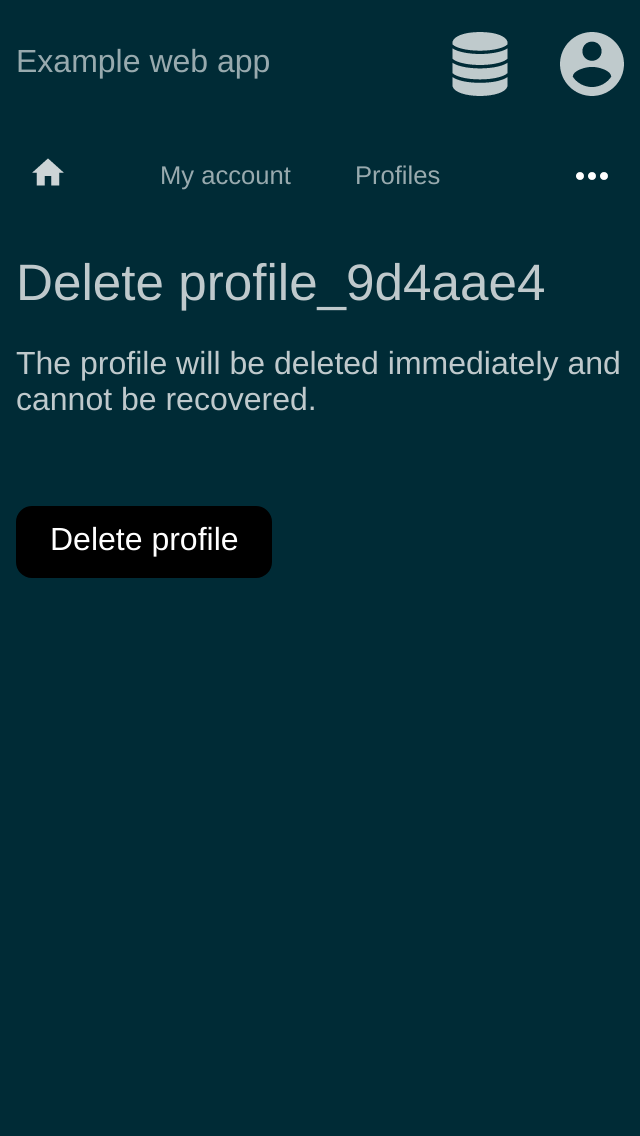 Example web app
My account
Profiles
Delete profile_9d4aae4
The profile will be deleted immediately and
cannot be recovered.
Delete profile